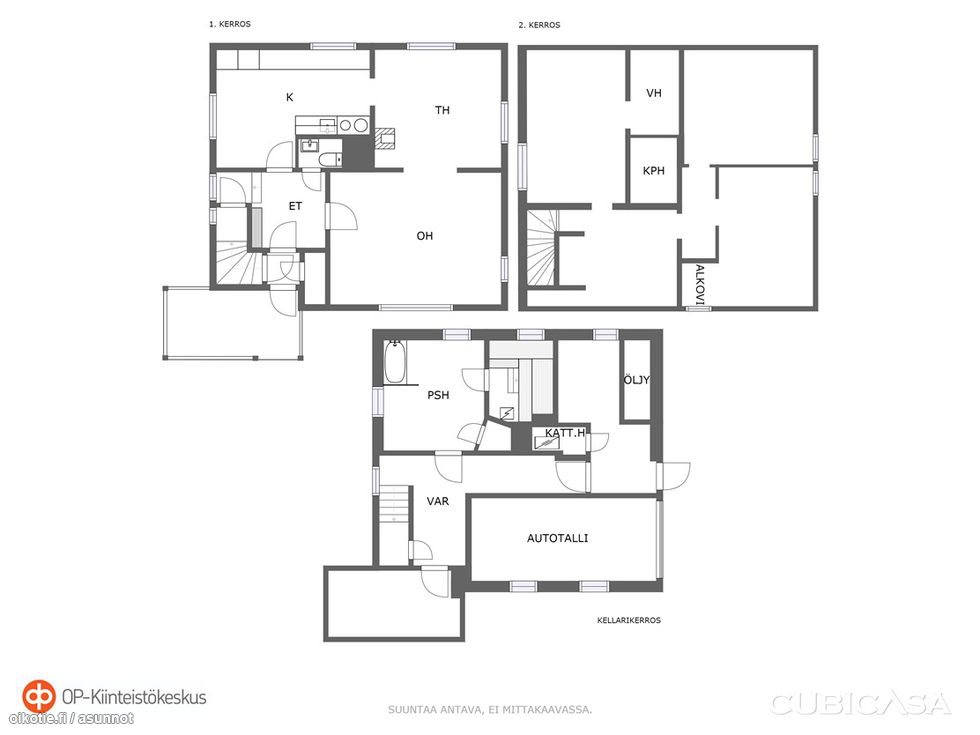 1. KERROS
2. KERROS
K
TH
VH
KPH
ET
OH
ALKOVI
PSH
ÖLJY
KATT.H
VAR
AUTOTALLI
KELLARIKERROS
OP-Kiinteistökeskus
oikotie.fi / asunnot
SUUNTAA ANTAVA, EI MITTAKAAVASSA.
CUBICASA